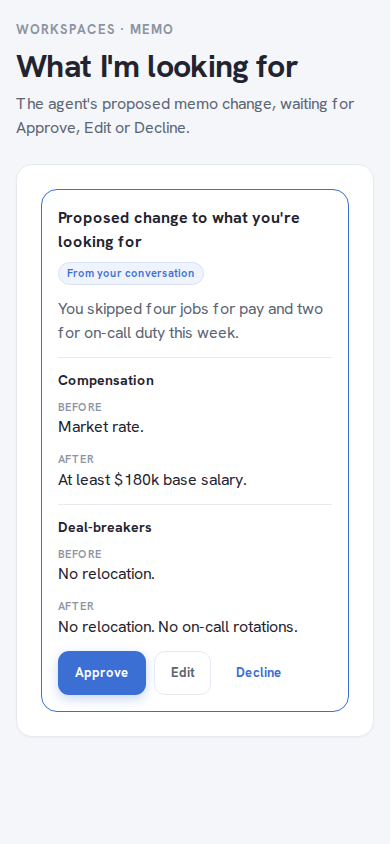 WORKSPACES · MEMO
What I'm looking for
The agent's proposed memo change, waiting for
Approve, Edit or Decline.
Proposed change to what you're
looking for
From your conversation
You skipped four jobs for pay and two
for on-call duty this week.
Compensation
BEFORE
Market rate.
AFTER
At least $180k base salary.
Deal-breakers
BEFORE
No relocation.
AFTER
No relocation. No on-call rotations.
Approve Edit Decline